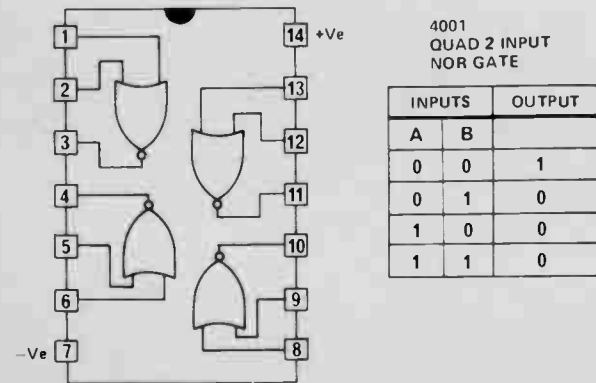 1
2
3
4
5
6
−Ve 7
14 +Ve
13
12
11
10
9
8
4001
QUAD 2 INPUT
NOR GATE
INPUTS OUTPUT
A B
0 0 1
0 1 0
1 0 0
1 1 0